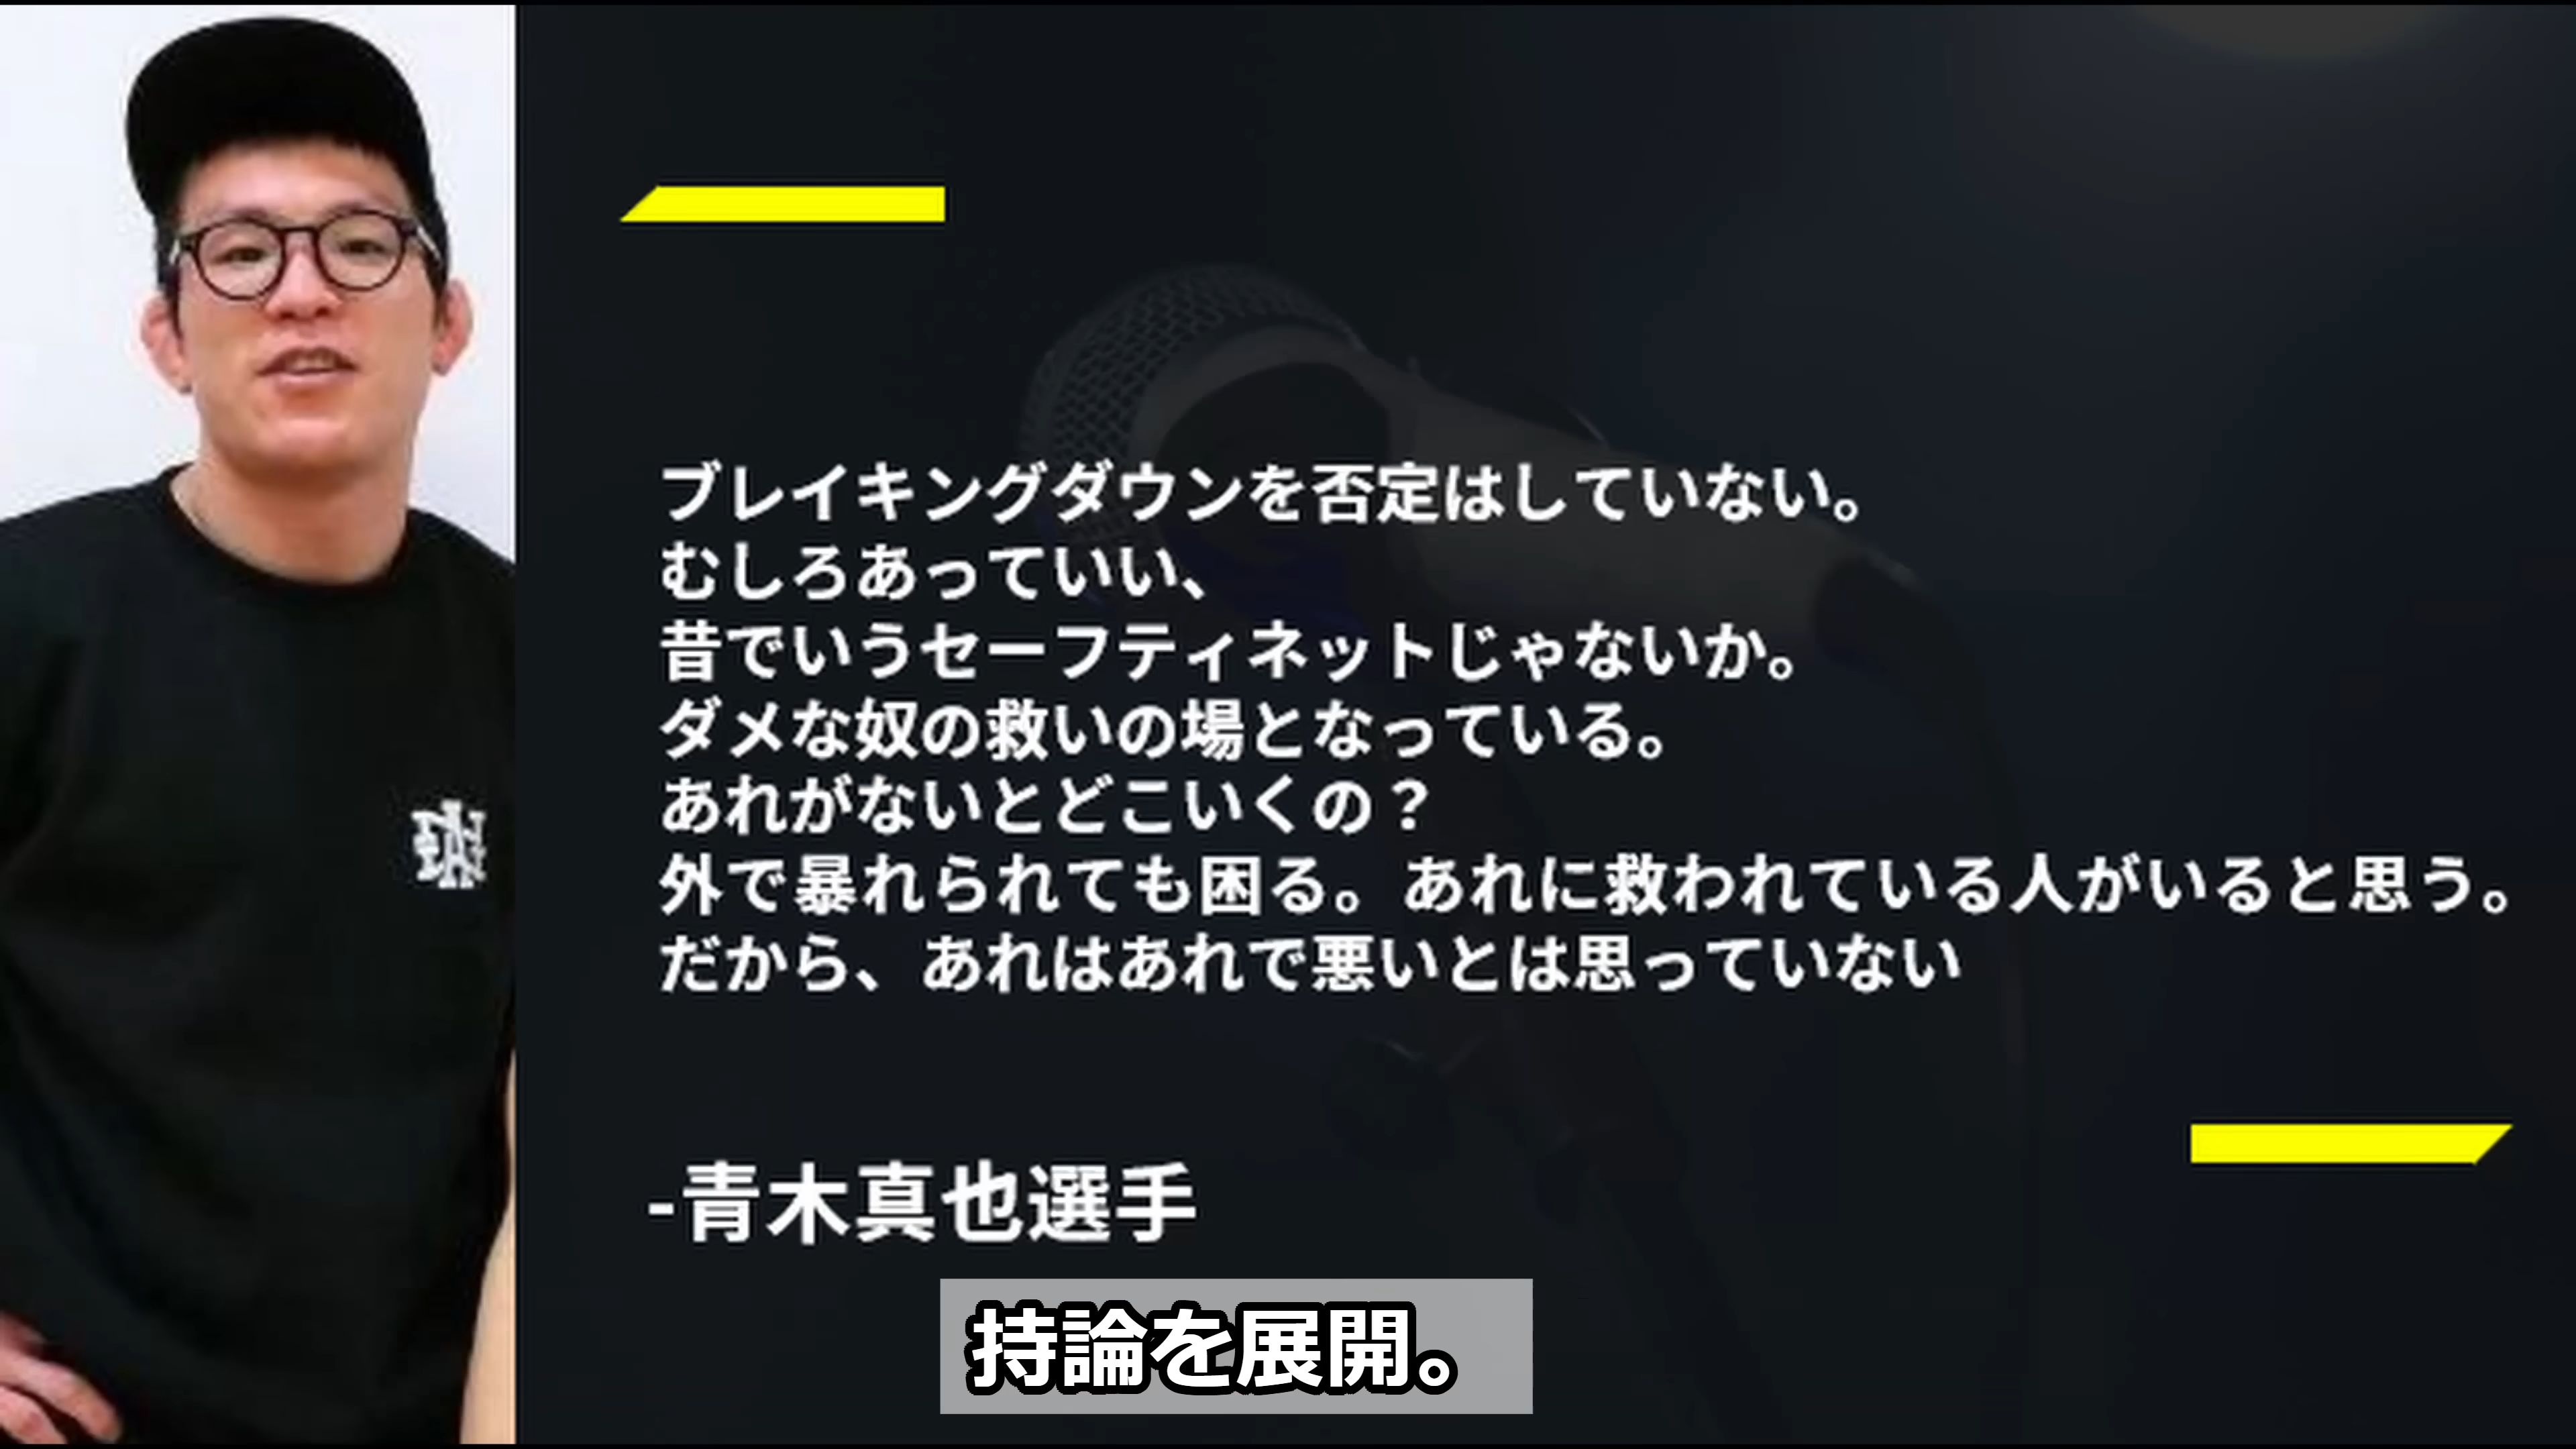 ブレイキングダウンを否定はしていない。
むしろあっていい、
昔でいうセーフティネットじゃないか。
ダメな奴の救いの場となっている。
あれがないとどこいくの？
外で暴れられても困る。あれに救われている人がいると思う。
だから、あれはあれで悪いとは思っていない
-青木真也選手
持論を展開。